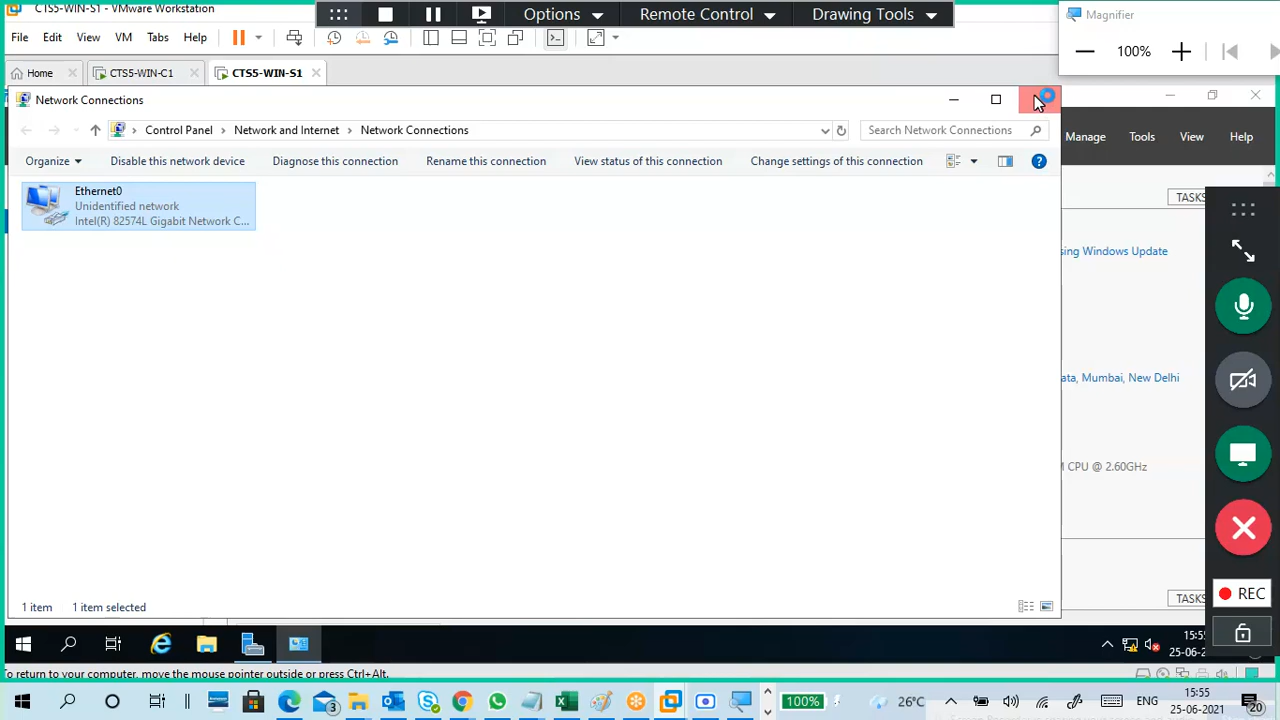 CTS5-WIN-S1 - VMware Workstation
Options
Remote Control
Drawing Tools
Magnifier
File Edit View VM Tabs Help
100%
Home
CTS5-WIN-C1
CTS5-WIN-S1
Network Connections
Control Panel Network and Internet Network Connections
Search Network Connections
Manage Tools View Help
Organize Disable this network device Diagnose this connection Rename this connection View status of this connection Change settings of this connection
Ethernet0
Unidentified network
Intel(R) 82574L Gigabit Network C...
TASKS
sing Windows Update
ata, Mumbai, New Delhi
CPU @ 2.60GHz
REC
TASKS
1 item 1 item selected
15:55
25-06-2
To return to your computer, move the mouse pointer outside or press Ctrl+Alt.
3
100%
26°C
ENG
15:55
25-06-2021
20